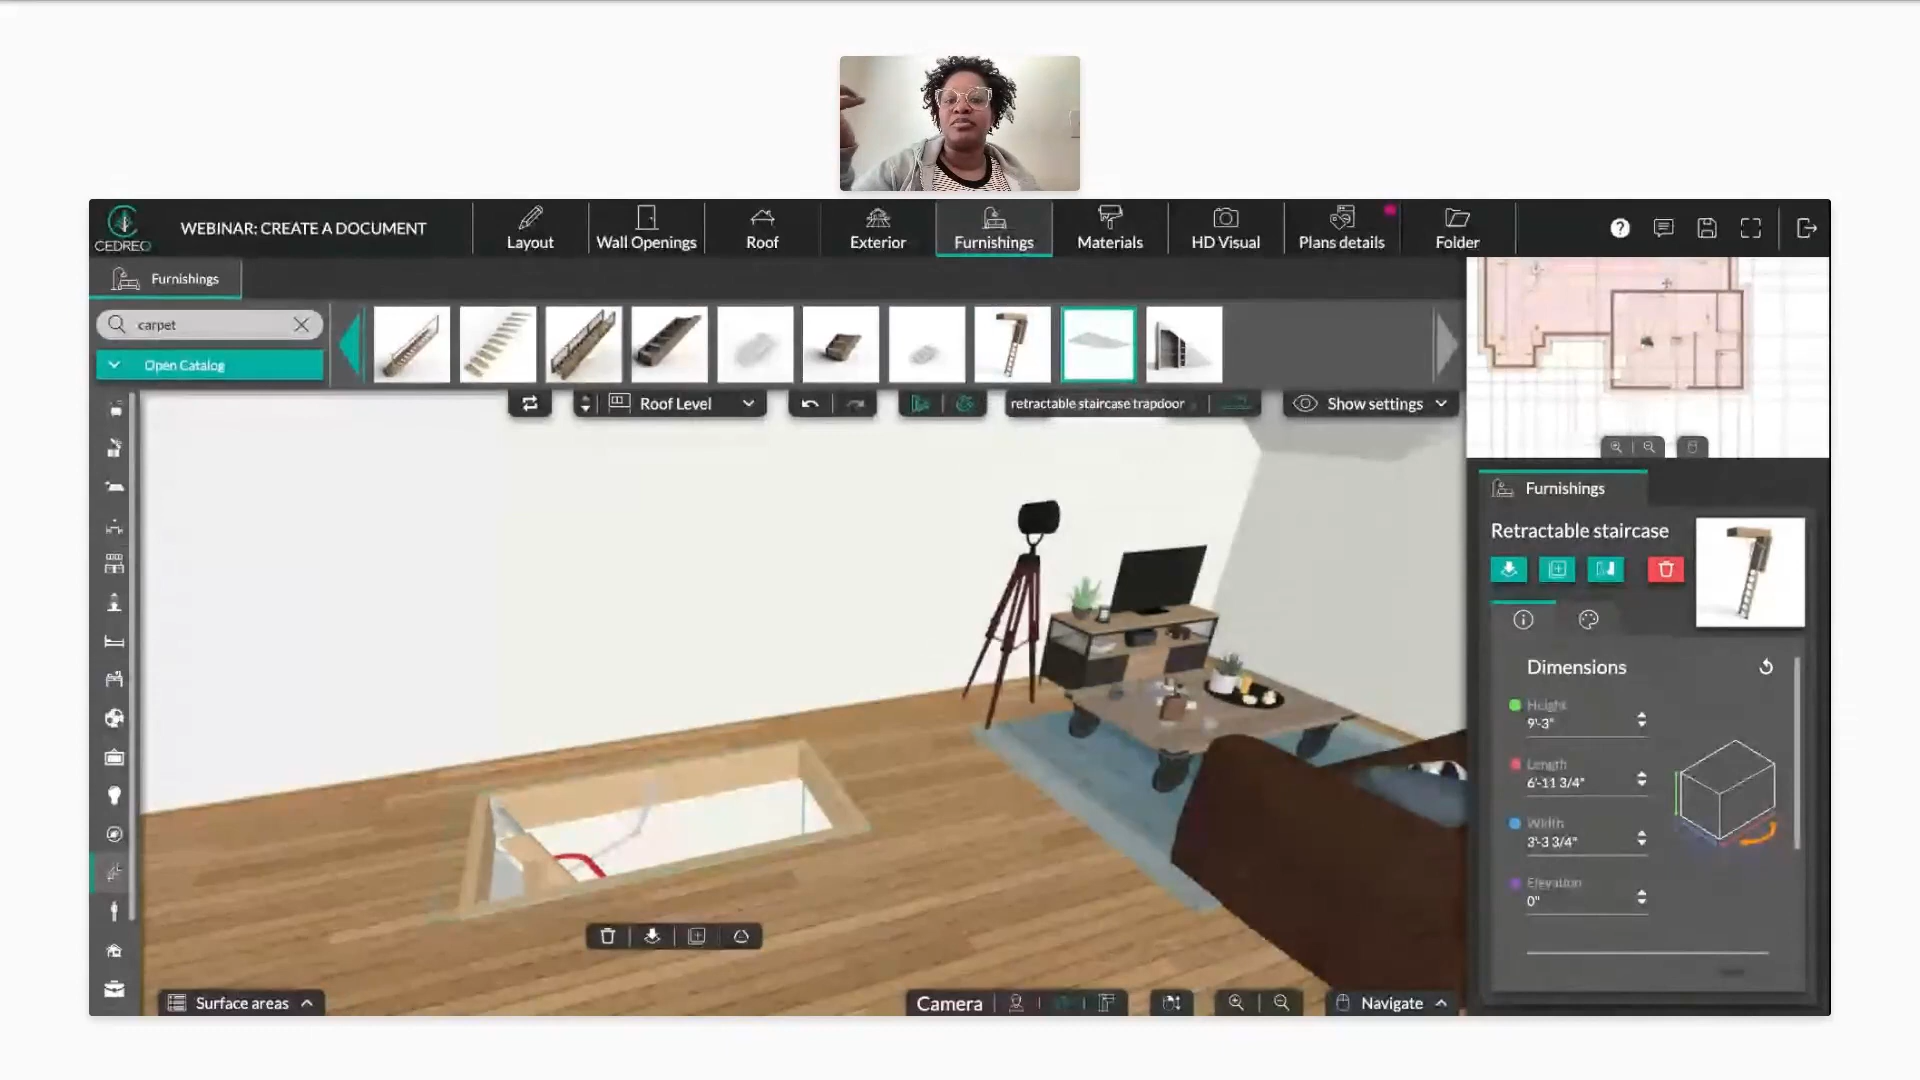 CEDREO
WEBINAR: CREATE A DOCUMENT
Layout
Wall Openings
Roof
Exterior
Furnishings
Materials
HD Visual
Plans details
Folder
?
Furnishings
carpet
Open Catalog
Roof Level
retractable staircase trapdoor
Show settings
Furnishings
Retractable staircase
Dimensions
Height
9'-3"
Length
6'-11 3/4"
Width
3'-3 3/4"
Elevation
0"
Surface areas
Camera
Navigate